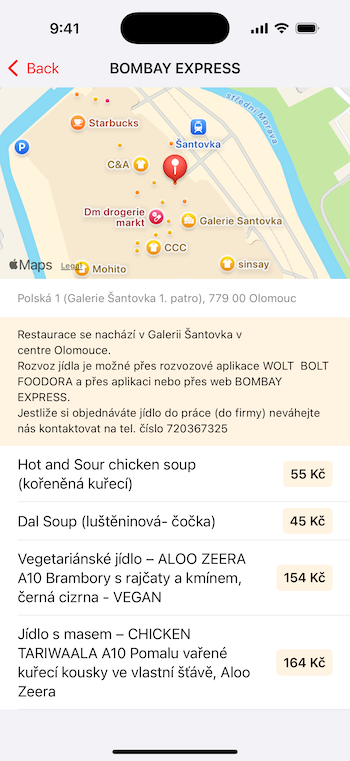 9:41
Back
BOMBAY EXPRESS
střední Morava
Starbucks
Šantovka
C&A
Dm drogerie
markt
Galerie Šantovka
CCC
Maps
Legal
Mohito
sinsay
Polská 1 (Galerie Šantovka 1. patro), 779 00 Olomouc
Restaurace se nachází v Galerii Šantovka v
centre Olomouce.
Rozvoz jídla je možné přes rozvozové aplikace WOLT BOLT
FOODORA a přes aplikaci nebo přes web BOMBAY
EXPRESS.
Jestliže si objednáváte jídlo do práce (do firmy) neváhejte
nás kontaktovat na tel. číslo 720367325
Hot and Sour chicken soup
(kořeněná kuřecí)
55 Kč
Dal Soup (luštěninová- čočka)
45 Kč
Vegetariánské jídlo – ALOO ZEERA
A10 Brambory s rajčaty a kmínem,
černá cizrna - VEGAN
154 Kč
Jídlo s masem – CHICKEN
TARIWAALA A10 Pomalu vařené
kuřecí kousky ve vlastní šťávě, Aloo
Zeera
164 Kč